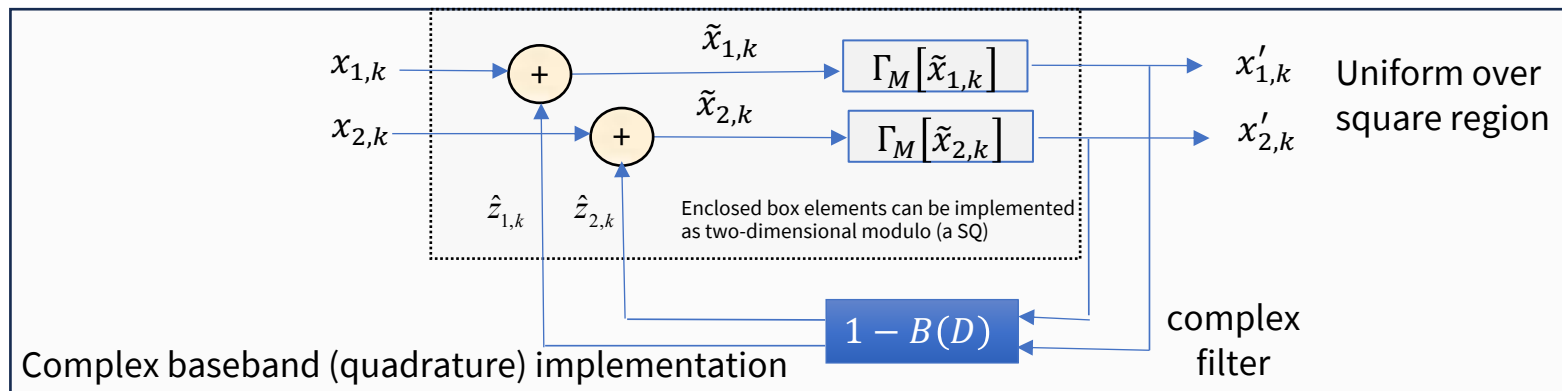 x₁,ₖ
+
x̃₁,ₖ
Γ_M[x̃₁,ₖ]
x′₁,ₖ
Uniform over
square region
x₂,ₖ
+
x̃₂,ₖ
Γ_M[x̃₂,ₖ]
x′₂,ₖ
ẑ₁,ₖ
ẑ₂,ₖ
Enclosed box elements can be implemented
as two-dimensional modulo (a SQ)
1 − B(D)
complex
filter
Complex baseband (quadrature) implementation